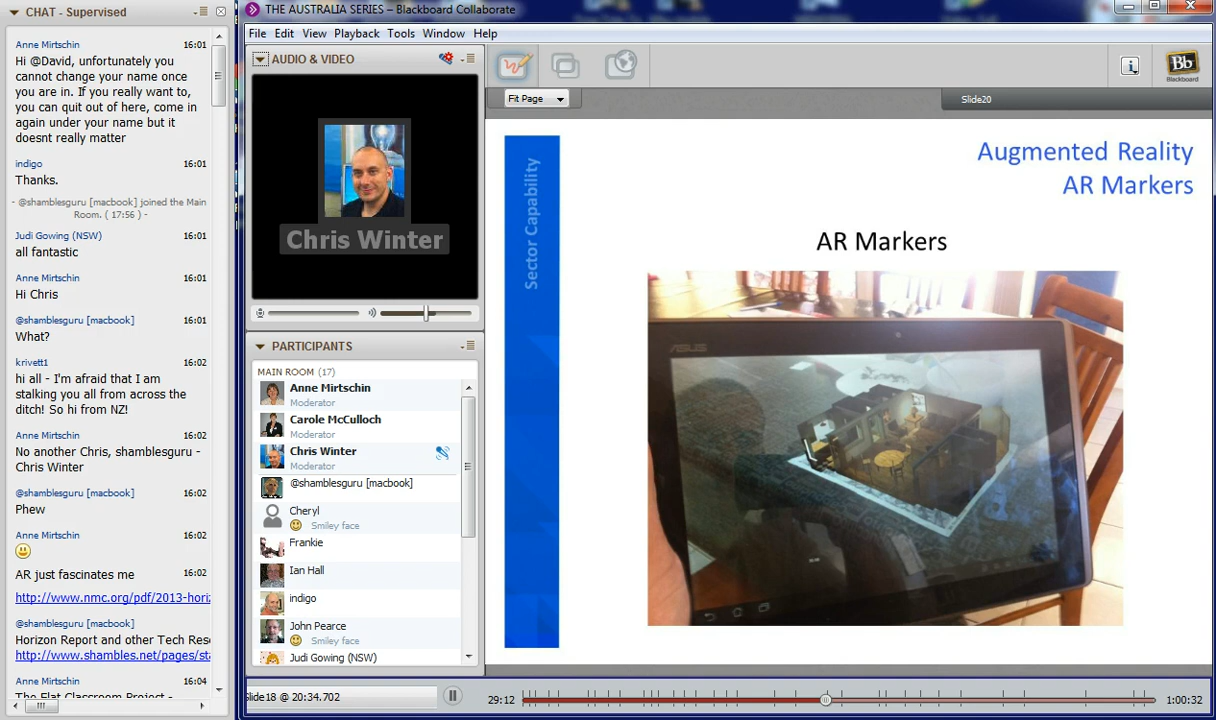 CHAT - Supervised
Anne Mirtschin 16:01
Hi @David, unfortunately you
cannot change your name once
you are in. If you really want to,
you can quit out of here, come in
again under your name but it
doesnt really matter
indigo 16:01
Thanks.
- @shamblesguru [macbook] joined the Main
Room. ( 17:56 ) -
Judi Gowing (NSW) 16:01
all fantastic
Anne Mirtschin 16:01
Hi Chris
@shamblesguru [macbook] 16:01
What?
krivett1 16:02
hi all - I'm afraid that I am
stalking you all from across the
ditch! So hi from NZ!
Anne Mirtschin 16:02
No another Chris, shamblesguru -
Chris Winter
@shamblesguru [macbook] 16:02
Phew
Anne Mirtschin 16:02
AR just fascinates me 16:02
http://www.nmc.org/pdf/2013-hori
@shamblesguru [macbook]
Horizon Report and other Tech Res
http://www.shambles.net/pages/st
Anne Mirtschin 16:04
The Flat Classroom Project -
THE AUSTRALIA SERIES – Blackboard Collaborate
File Edit View Playback Tools Window Help
AUDIO & VIDEO
Chris Winter
PARTICIPANTS
MAIN ROOM (17)
Anne Mirtschin
Moderator
Carole McCulloch
Moderator
Chris Winter
Moderator
@shamblesguru [macbook]
Cheryl
Smiley face
Frankie
Ian Hall
indigo
John Pearce
Smiley face
Judi Gowing (NSW)
Bb
Blackboard
Fit Page
Slide20
Sector Capability
Augmented Reality
AR Markers
AR Markers
ASUS
Slide18 @ 20:34.702
29:12
1:00:32